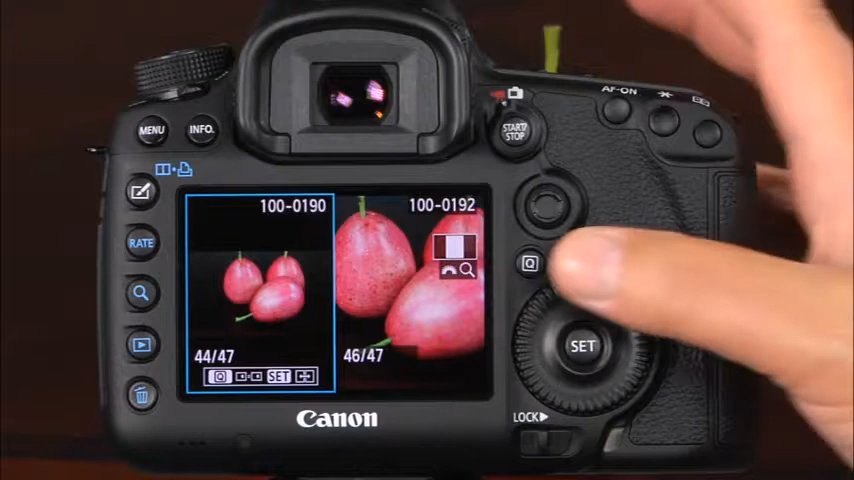 AF-ON
MENU
INFO.
START/
STOP
100-0190
100-0192
RATE
Q
SET
44/47
46/47
Q
SET
Canon
LOCK